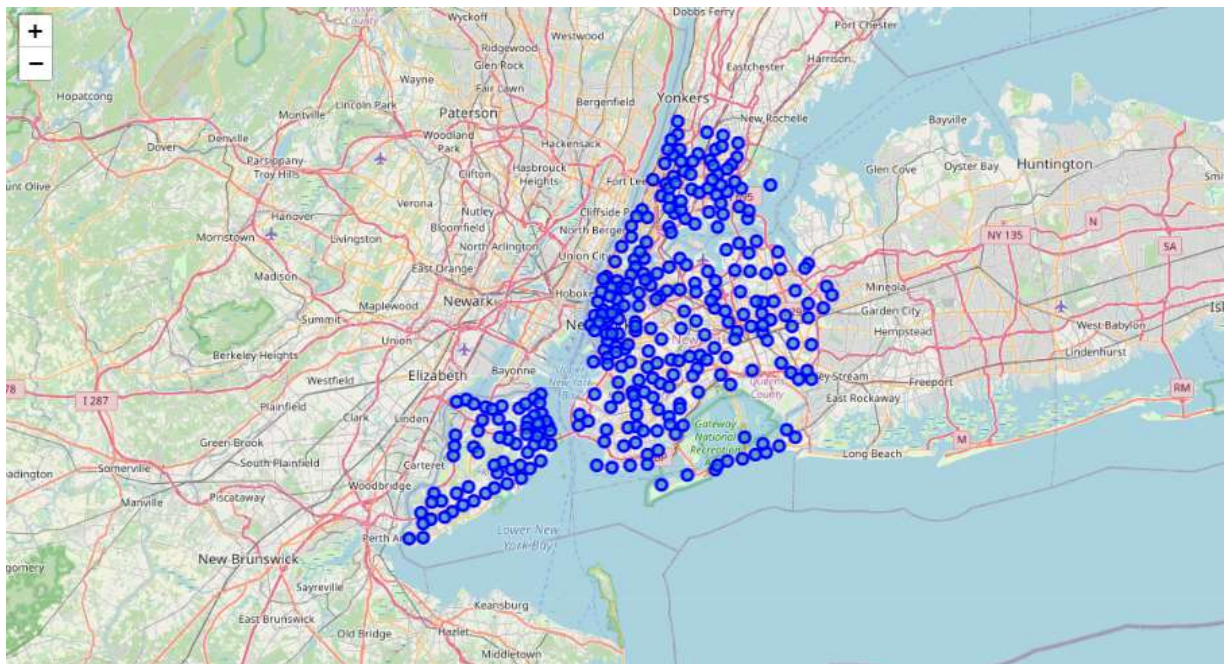 +
−
Wyckoff
Westwood
Dobbs Ferry
Port Chester
Ridgewood
Harrison
Glen Rock
Eastchester
Wayne
Fair Lawn
Hopatcong
Bergenfield
Yonkers
Lincoln Park
Montville
Paterson
New Rochelle
Bayville
Denville
Woodland
Park
Hackensack
Dover
Parsippany
Troy Hills
Hasbrouck
Heights
Oyster Bay
Huntington
Glen Cove
Clifton
Fort Lee
Verona
Nutley
Hanover
Cliffside
Livingston
Bloomfield
North Bergen
N
Morristown
North Arlington
NY 135
SA
East Orange
Union City
Madison
Mineola
Maplewood
Newark
Hoboken
Garden City
Summit
Hempstead
West Babylon
Union
Berkeley Heights
Lindenhurst
Elizabeth
Bayonne
Freeport
78
Westfield
Queens
County
RM
I 287
Plainfield
Clark
Linden
East Rockaway
Gateway
National
Green Brook
M
Long Beach
Somerville
South Plainfield
Carteret
Woodbridge
Manville
Piscataway
Lower New
York Bay
Perth
New Brunswick
Sayreville
Keansburg
East Brunswick
Old Bridge
Hazlet
Middletown